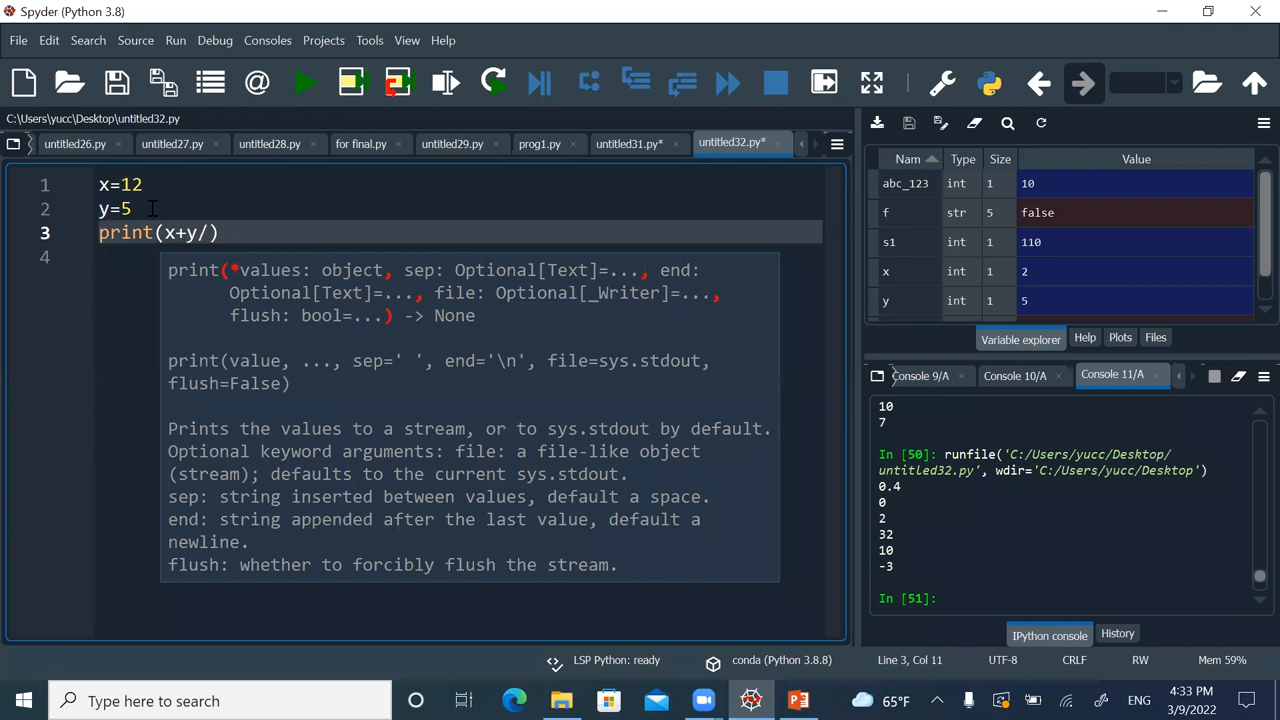 Spyder (Python 3.8)
File Edit Search Source Run Debug Consoles Projects Tools View Help
C:\Users\yucc\Desktop\untitled32.py
untitled26.py untitled27.py untitled28.py for final.py untitled29.py prog1.py untitled31.py* untitled32.py*
1 x=12
2 y=5
3 print(x+y/)
4
print(*values: object, sep: Optional[Text]=..., end:
Optional[Text]=..., file: Optional[_Writer]=...,
flush: bool=...) -> None
print(value, ..., sep=' ', end='\n', file=sys.stdout,
flush=False)
Prints the values to a stream, or to sys.stdout by default.
Optional keyword arguments: file: a file-like object
(stream); defaults to the current sys.stdout.
sep: string inserted between values, default a space.
end: string appended after the last value, default a
newline.
flush: whether to forcibly flush the stream.
Nam Type Size Value
abc_123 int 1 10
f str 5 false
s1 int 1 110
x int 1 2
y int 1 5
Variable explorer Help Plots Files
Console 9/A Console 10/A Console 11/A
10
7
In [50]: runfile('C:/Users/yucc/Desktop/
untitled32.py', wdir='C:/Users/yucc/Desktop')
0.4
0
2
32
10
-3
In [51]:
IPython console History
LSP Python: ready conda (Python 3.8.8) Line 3, Col 11 UTF-8 CRLF RW Mem 59%
Type here to search
65°F ENG 4:33 PM
3/9/2022